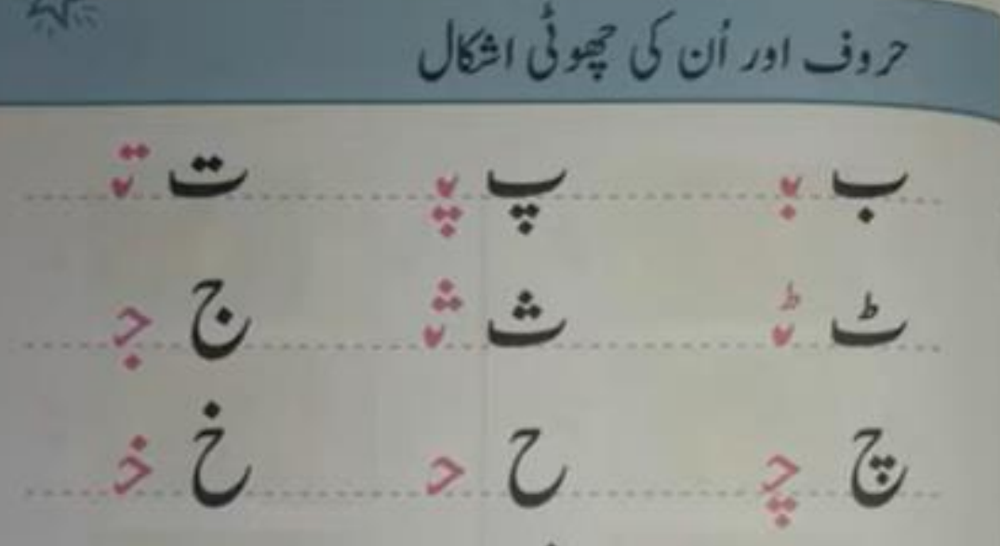 حروف اور اُن کی چھوٹی اشکال
ب بـ پ پـ ت تـ
ٹ ٹـ ث ثـ ج جـ
چ چـ ح حـ خ خـ